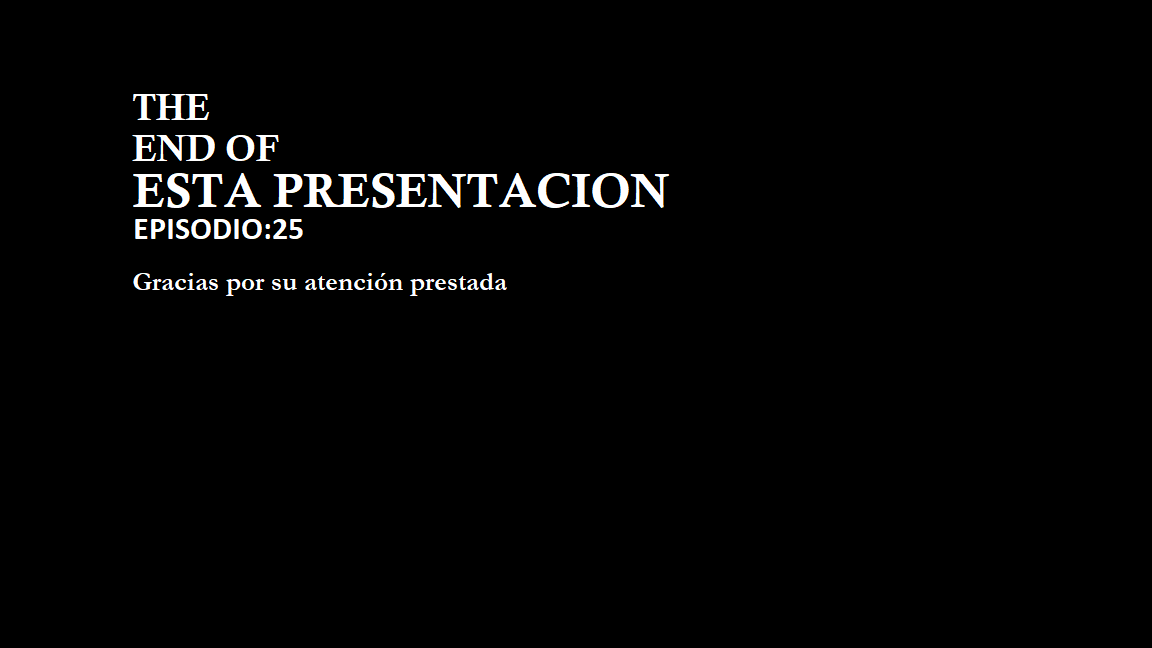 THE
END OF
ESTA PRESENTACION
EPISODIO:25
Gracias por su atención prestada